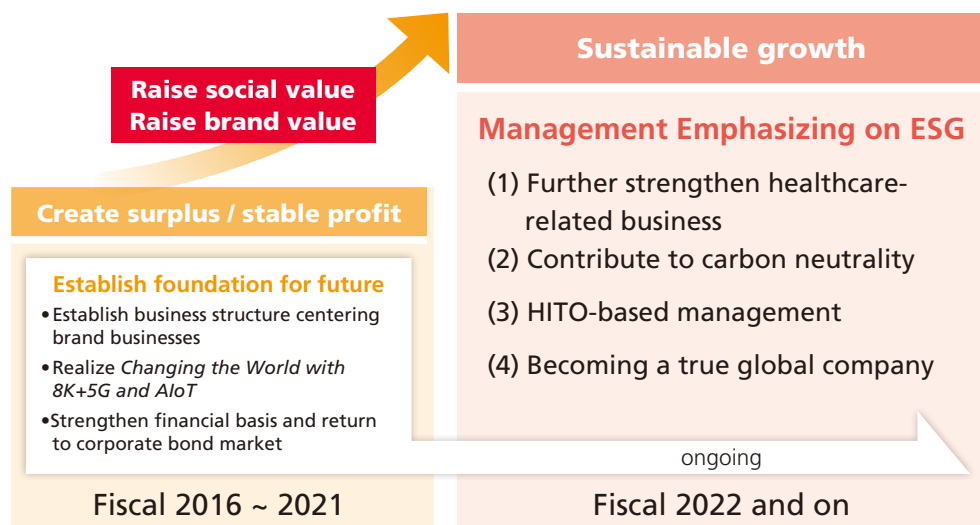 Raise social value
Raise brand value
Create surplus / stable profit
Establish foundation for future
•Establish business structure centering
brand businesses
•Realize Changing the World with
8K+5G and AIoT
•Strengthen financial basis and return
to corporate bond market
Fiscal 2016 ~ 2021
Sustainable growth
Management Emphasizing on ESG
(1) Further strengthen healthcare-
related business
(2) Contribute to carbon neutrality
(3) HITO-based management
(4) Becoming a true global company
ongoing
Fiscal 2022 and on